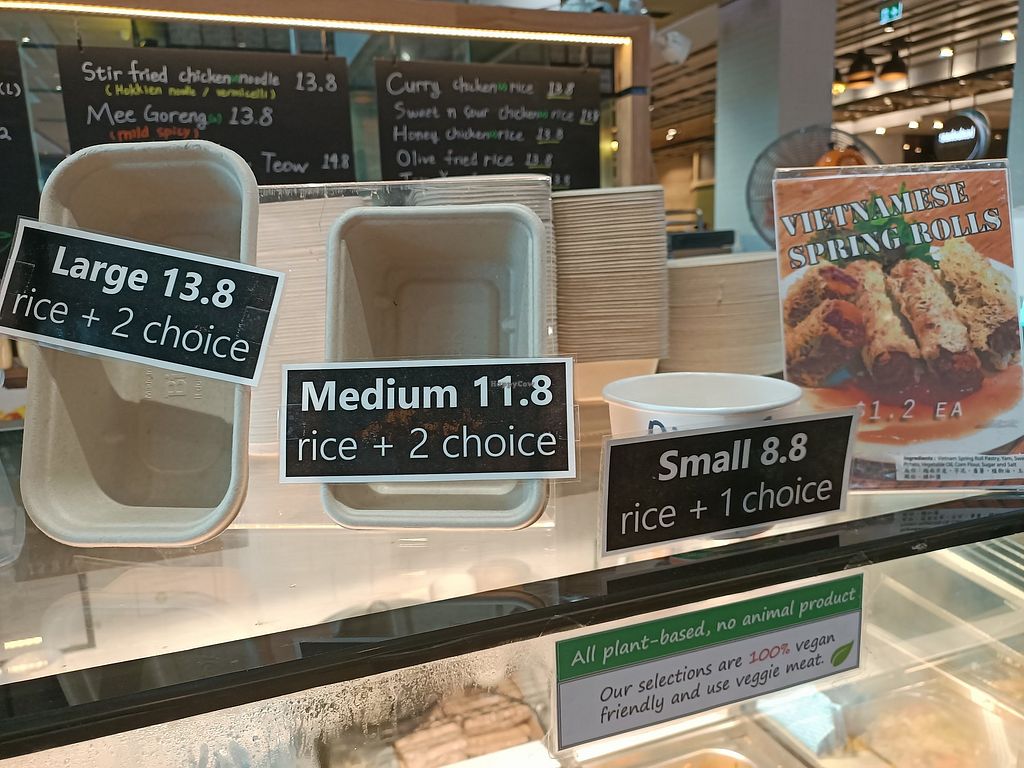 Stir fried chicken noodle 13.8
(Hokkien noodle / vermicelli)
Mee Goreng 13.8
(mild spicy)
Teow 14.8
Curry chicken rice 13.8
Sweet n sour chicken rice
Honey chicken rice 13.8
Olive fried rice 13.8
Large 13.8
rice + 2 choice
Medium 11.8
rice + 2 choice
HappyCow
Small 8.8
rice + 1 choice
VIETNAMESE
SPRING ROLLS
$1.2 EA
All plant-based, no animal product
Our selections are 100% vegan
friendly and use veggie meat.